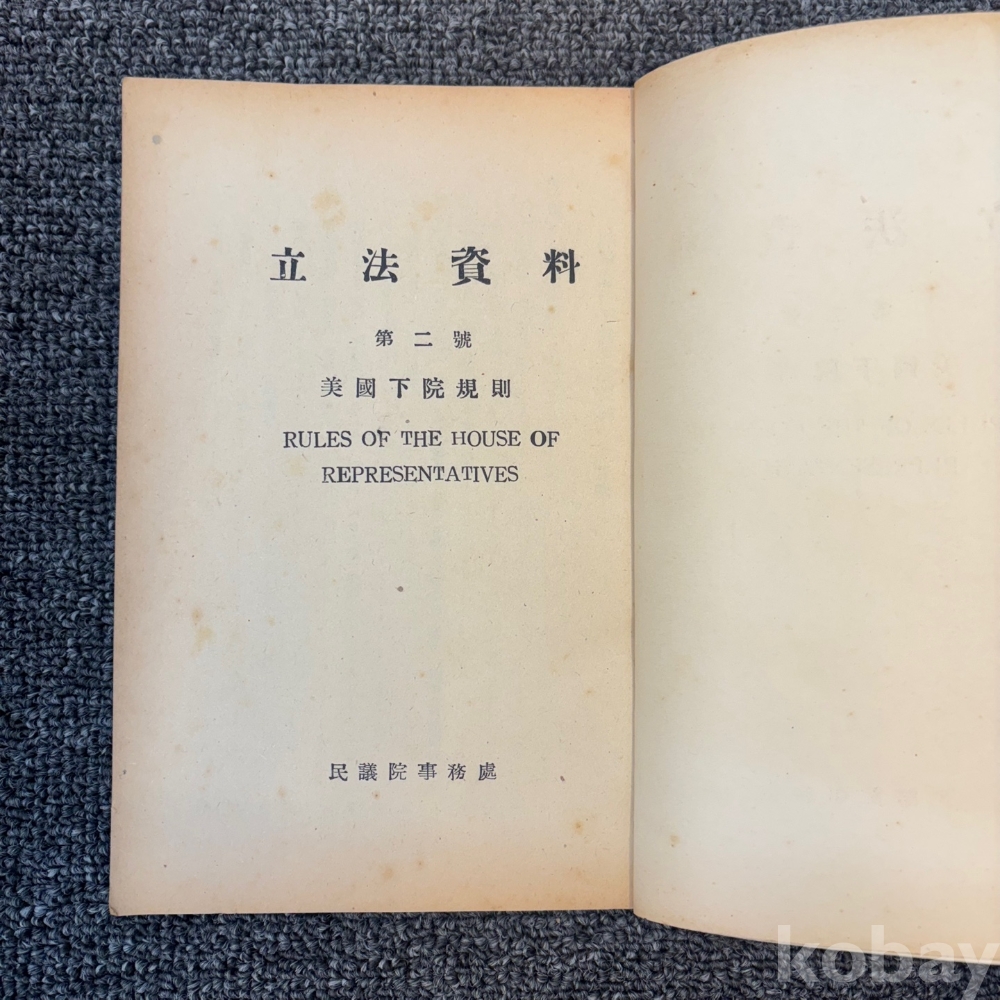 立法資料
第二號
美國下院規則
RULES OF THE HOUSE OF
REPRESENTATIVES
民議院事務處
kobay